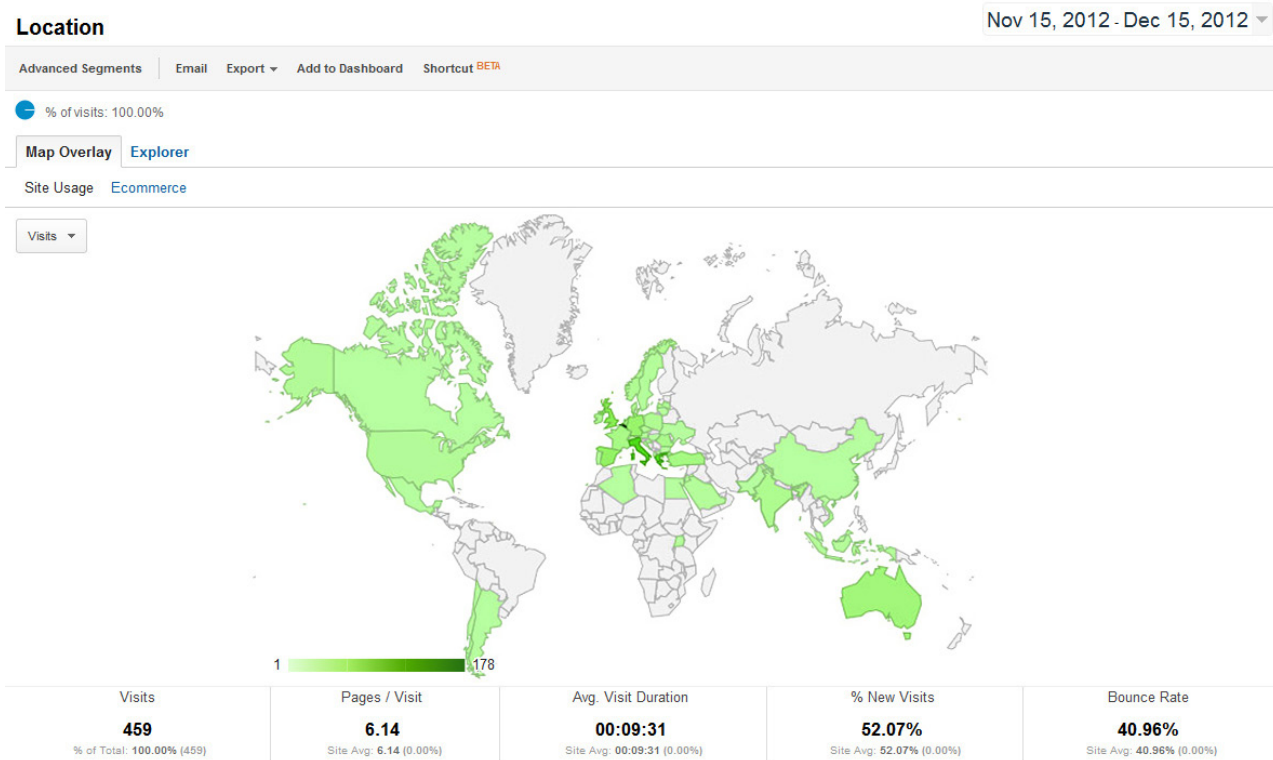 Location
Nov 15, 2012 - Dec 15, 2012
Advanced Segments Email Export Add to Dashboard Shortcut BETA
% of visits: 100.00%
Map Overlay Explorer
Site Usage Ecommerce
Visits
1 178
Visits Pages / Visit Avg. Visit Duration % New Visits Bounce Rate
459 6.14 00:09:31 52.07% 40.96%
% of Total: 100.00% (459) Site Avg: 6.14 (0.00%) Site Avg: 00:09:31 (0.00%) Site Avg: 52.07% (0.00%) Site Avg: 40.96% (0.00%)